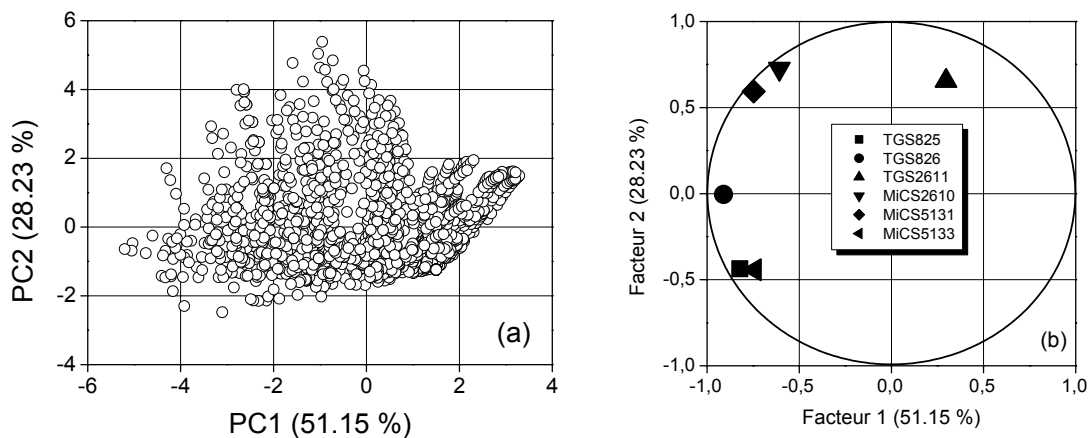 6
4
2
0
-2
-4
-6
-4
-2
0
2
4
PC2 (28.23 %)
PC1 (51.15 %)
(a)
1,0
0,5
0,0
-0,5
-1,0
-1,0
-0,5
0,0
0,5
1,0
Facteur 2 (28.23 %)
Facteur 1 (51.15 %)
TGS825
TGS826
TGS2611
MiCS2610
MiCS5131
MiCS5133
(b)